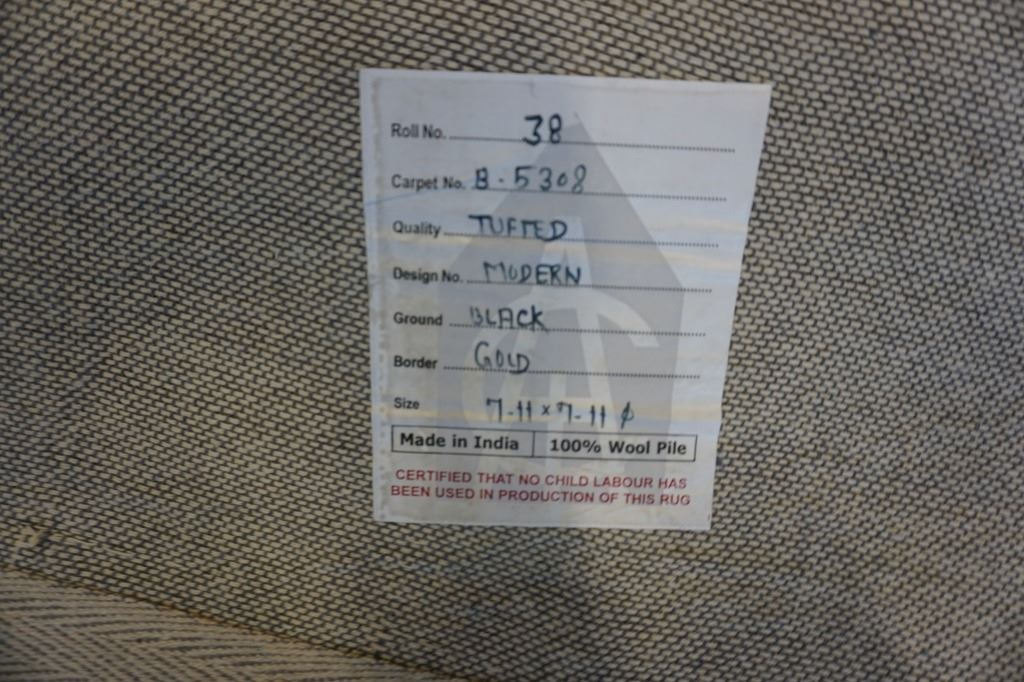 Roll No. 38
Carpet No. B-5308
Quality TUFTED
Design No. MODERN
Ground BLACK
Border GOLD
Size 7-11 x 7-11 ϕ
Made in India 100% Wool Pile
CERTIFIED THAT NO CHILD LABOUR HAS
BEEN USED IN PRODUCTION OF THIS RUG